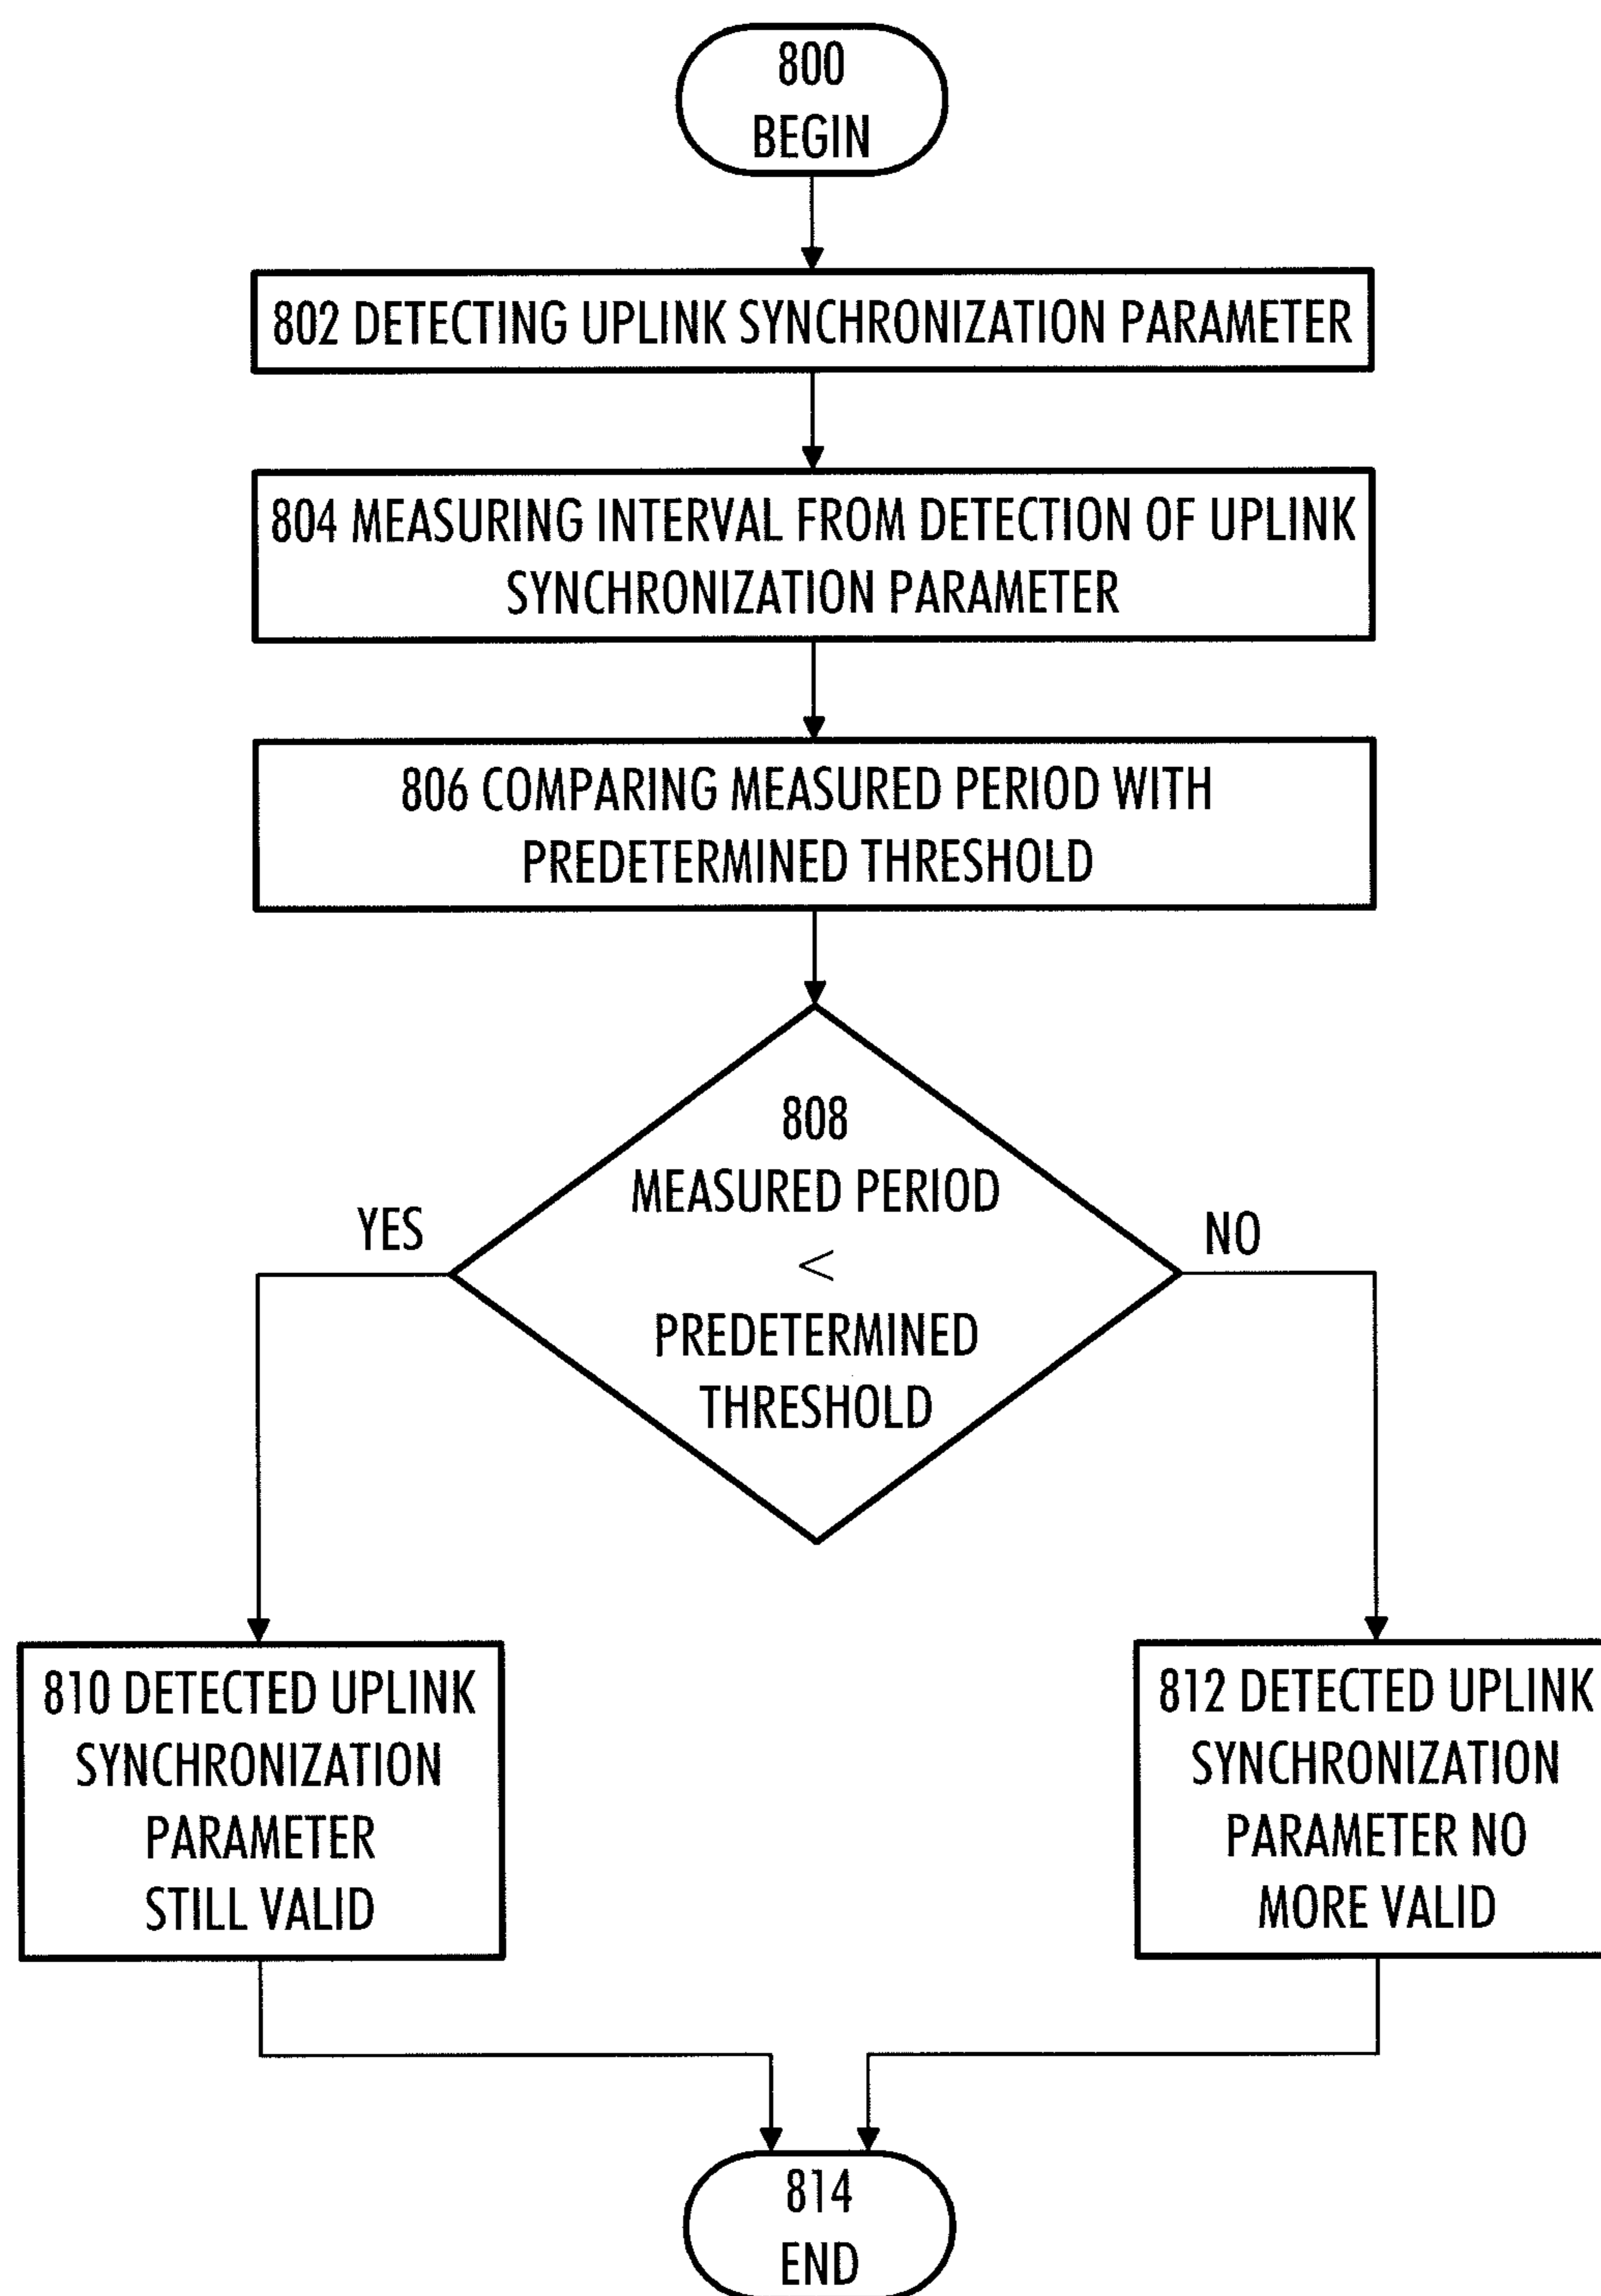 800
BEGIN
802 DETECTING UPLINK SYNCHRONIZATION PARAMETER
804 MEASURING INTERVAL FROM DETECTION OF UPLINK
SYNCHRONIZATION PARAMETER
806 COMPARING MEASURED PERIOD WITH
PREDETERMINED THRESHOLD
808
MEASURED PERIOD
<
PREDETERMINED
THRESHOLD
YES
NO
810 DETECTED UPLINK
SYNCHRONIZATION
PARAMETER
STILL VALID
812 DETECTED UPLINK
SYNCHRONIZATION
PARAMETER NO
MORE VALID
814
END